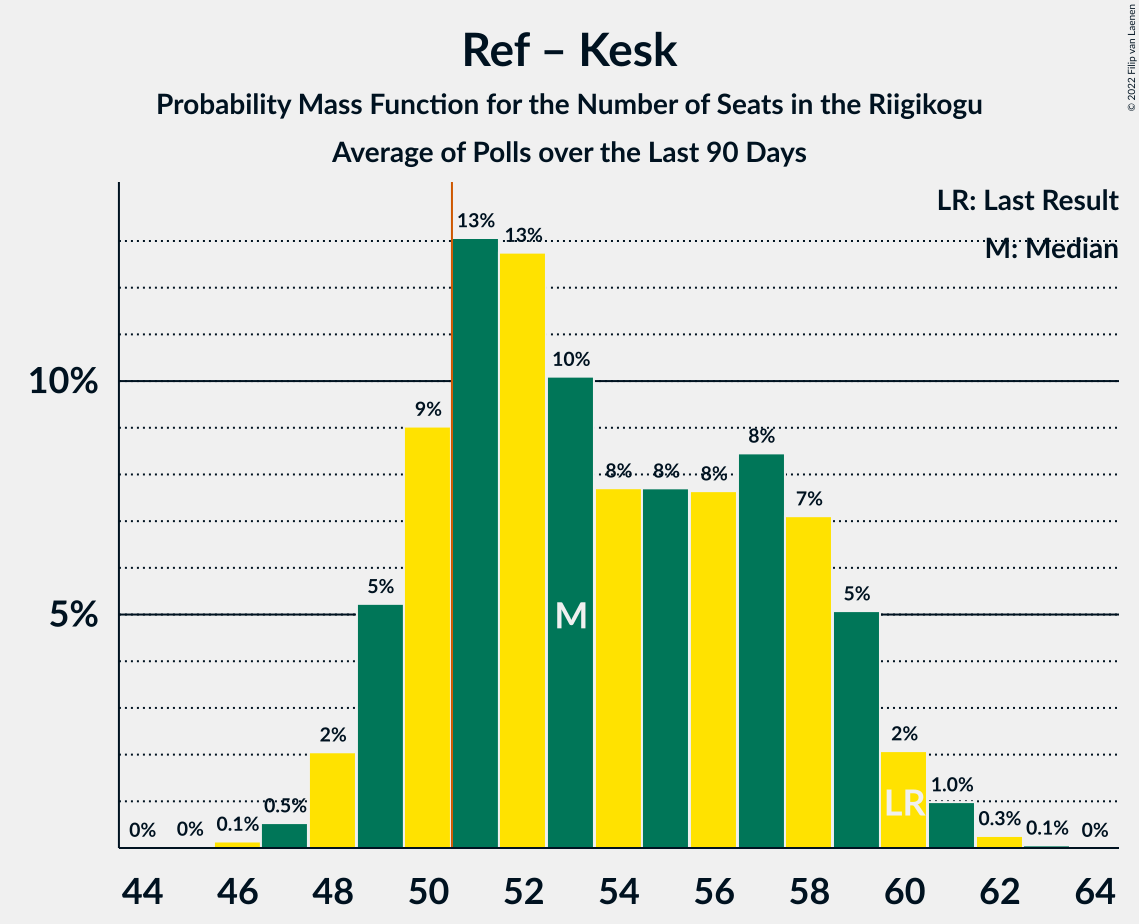 Ref – Kesk
Probability Mass Function for the Number of Seats in the Riigikogu
Average of Polls over the Last 90 Days
© 2022 Filip van Laenen
LR: Last Result
M: Median
10%
5%
0%
0%
0.1%
0.5%
2%
5%
9%
13%
13%
10%
8%
8%
8%
8%
7%
5%
2%
1.0%
0.3%
0.1%
0%
M
LR
44 46 48 50 52 54 56 58 60 62 64